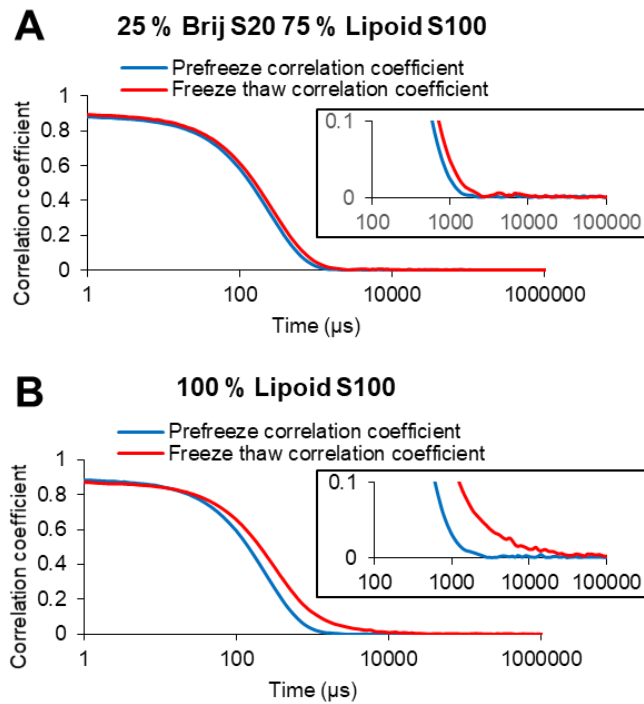 A
25 % Brij S20 75 % Lipoid S100
Prefreeze correlation coefficient
Freeze thaw correlation coefficient
Correlation coefficient
1
0.8
0.6
0.4
0.2
0
1
100
10000
1000000
Time (µs)
0.1
0
100
1000
10000
100000
B
100 % Lipoid S100
Prefreeze correlation coefficient
Freeze thaw correlation coefficient
Correlation coefficient
1
0.8
0.6
0.4
0.2
0
1
100
10000
1000000
Time (µs)
0.1
0
100
1000
10000
100000